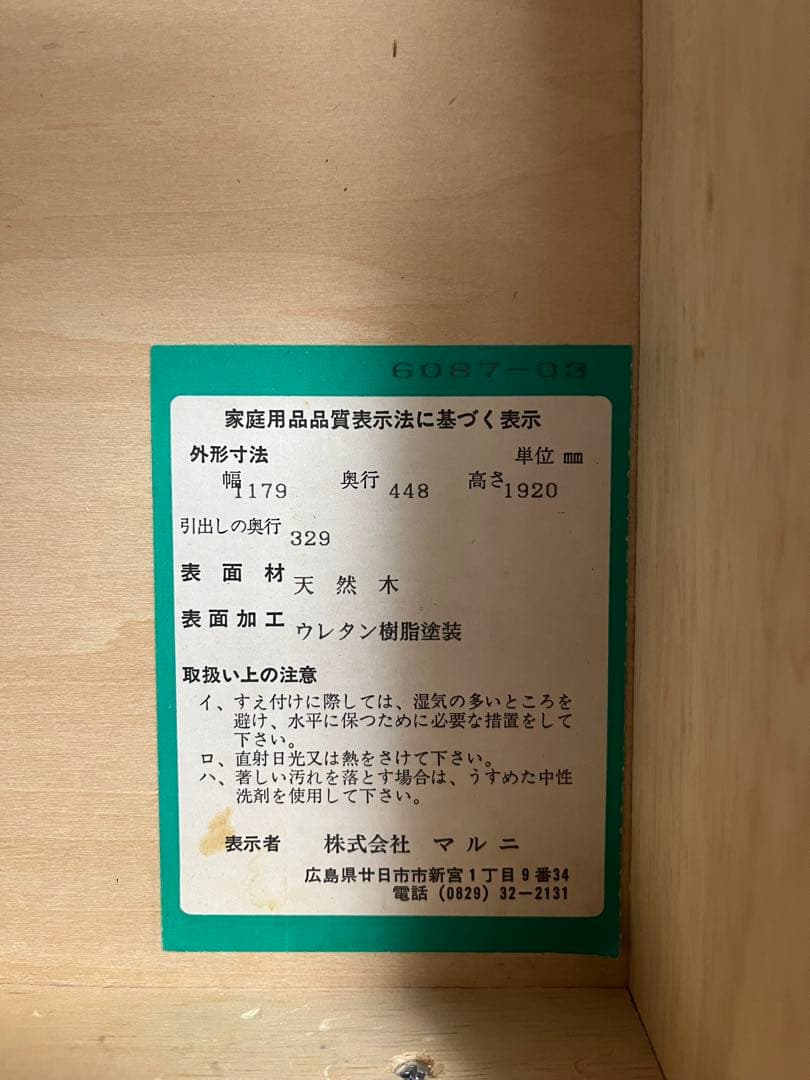 6087-03
家庭用品品質表示法に基づく表示
外形寸法 単位 mm
幅1179 奥行 448 高さ1920
引出しの奥行 329
表面材 天然木
表面加工 ウレタン樹脂塗装
取扱い上の注意
イ、すえ付けに際しては、湿気の多いところを
避け、水平に保つために必要な措置をして
下さい。
ロ、直射日光又は熱をさけて下さい。
ハ、著しい汚れを落とす場合は、うすめた中性
洗剤を使用して下さい。
表示者 株式会社 マルニ
広島県廿日市市新宮1丁目9番34
電話(0829)32-2131